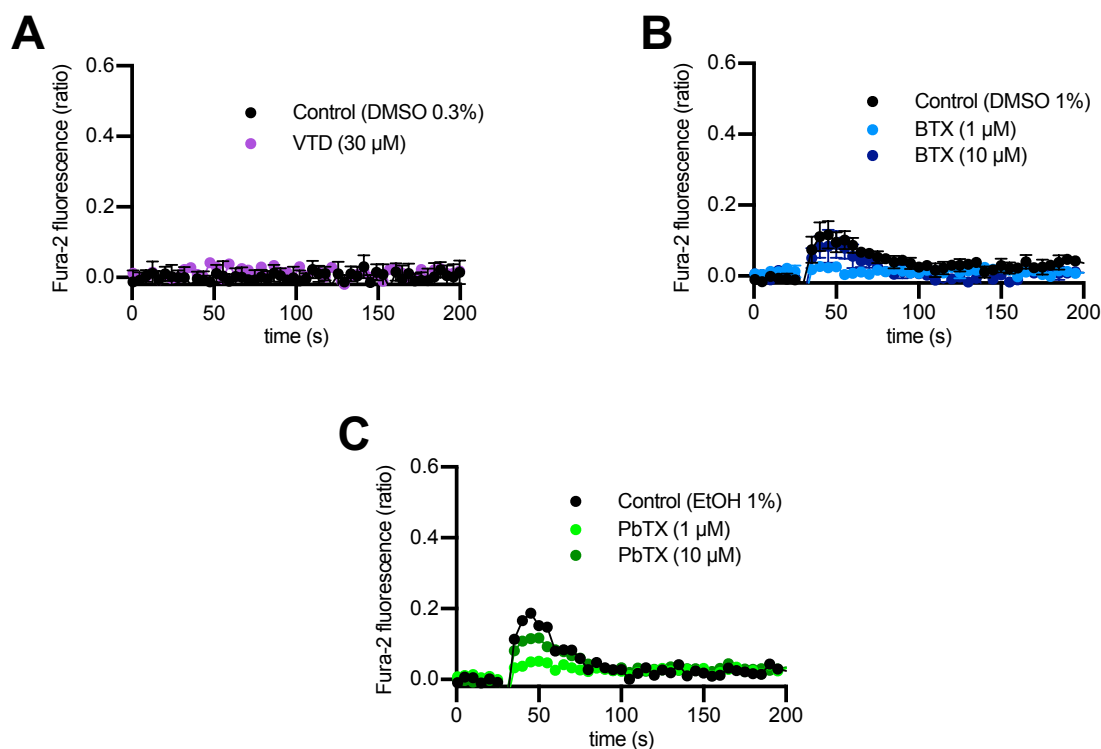 A
Fura-2 fluorescence (ratio)
0.6
0.4
0.2
0.0
Control (DMSO 0.3%)
VTD (30 µM)
0
50
100
150
200
time (s)
B
Fura-2 fluorescence (ratio)
0.6
0.4
0.2
0.0
Control (DMSO 1%)
BTX (1 µM)
BTX (10 µM)
0
50
100
150
200
time (s)
C
Fura-2 fluorescence (ratio)
0.6
0.4
0.2
0.0
Control (EtOH 1%)
PbTX (1 µM)
PbTX (10 µM)
0
50
100
150
200
time (s)